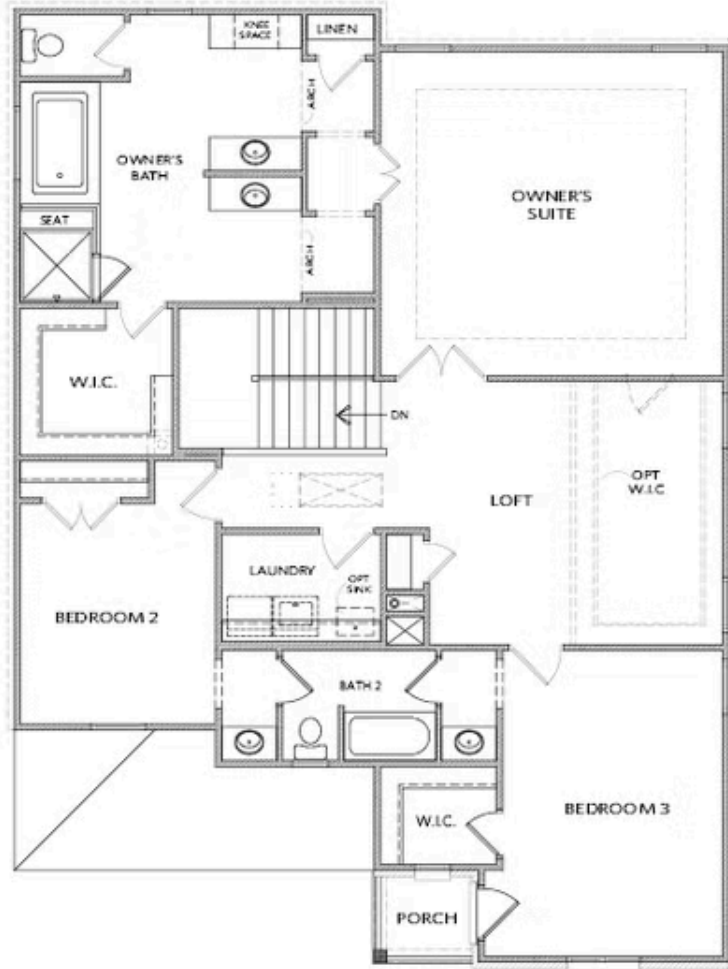 KNEE
SPACE
LINEN
ARCH
OWNER'S
BATH
OWNER'S
SUITE
SEAT
ARCH
W.I.C.
DN
OPT
W.I.C
LOFT
LAUNDRY
OPT
SINK
BEDROOM 2
BATH 2
BEDROOM 3
W.I.C.
PORCH